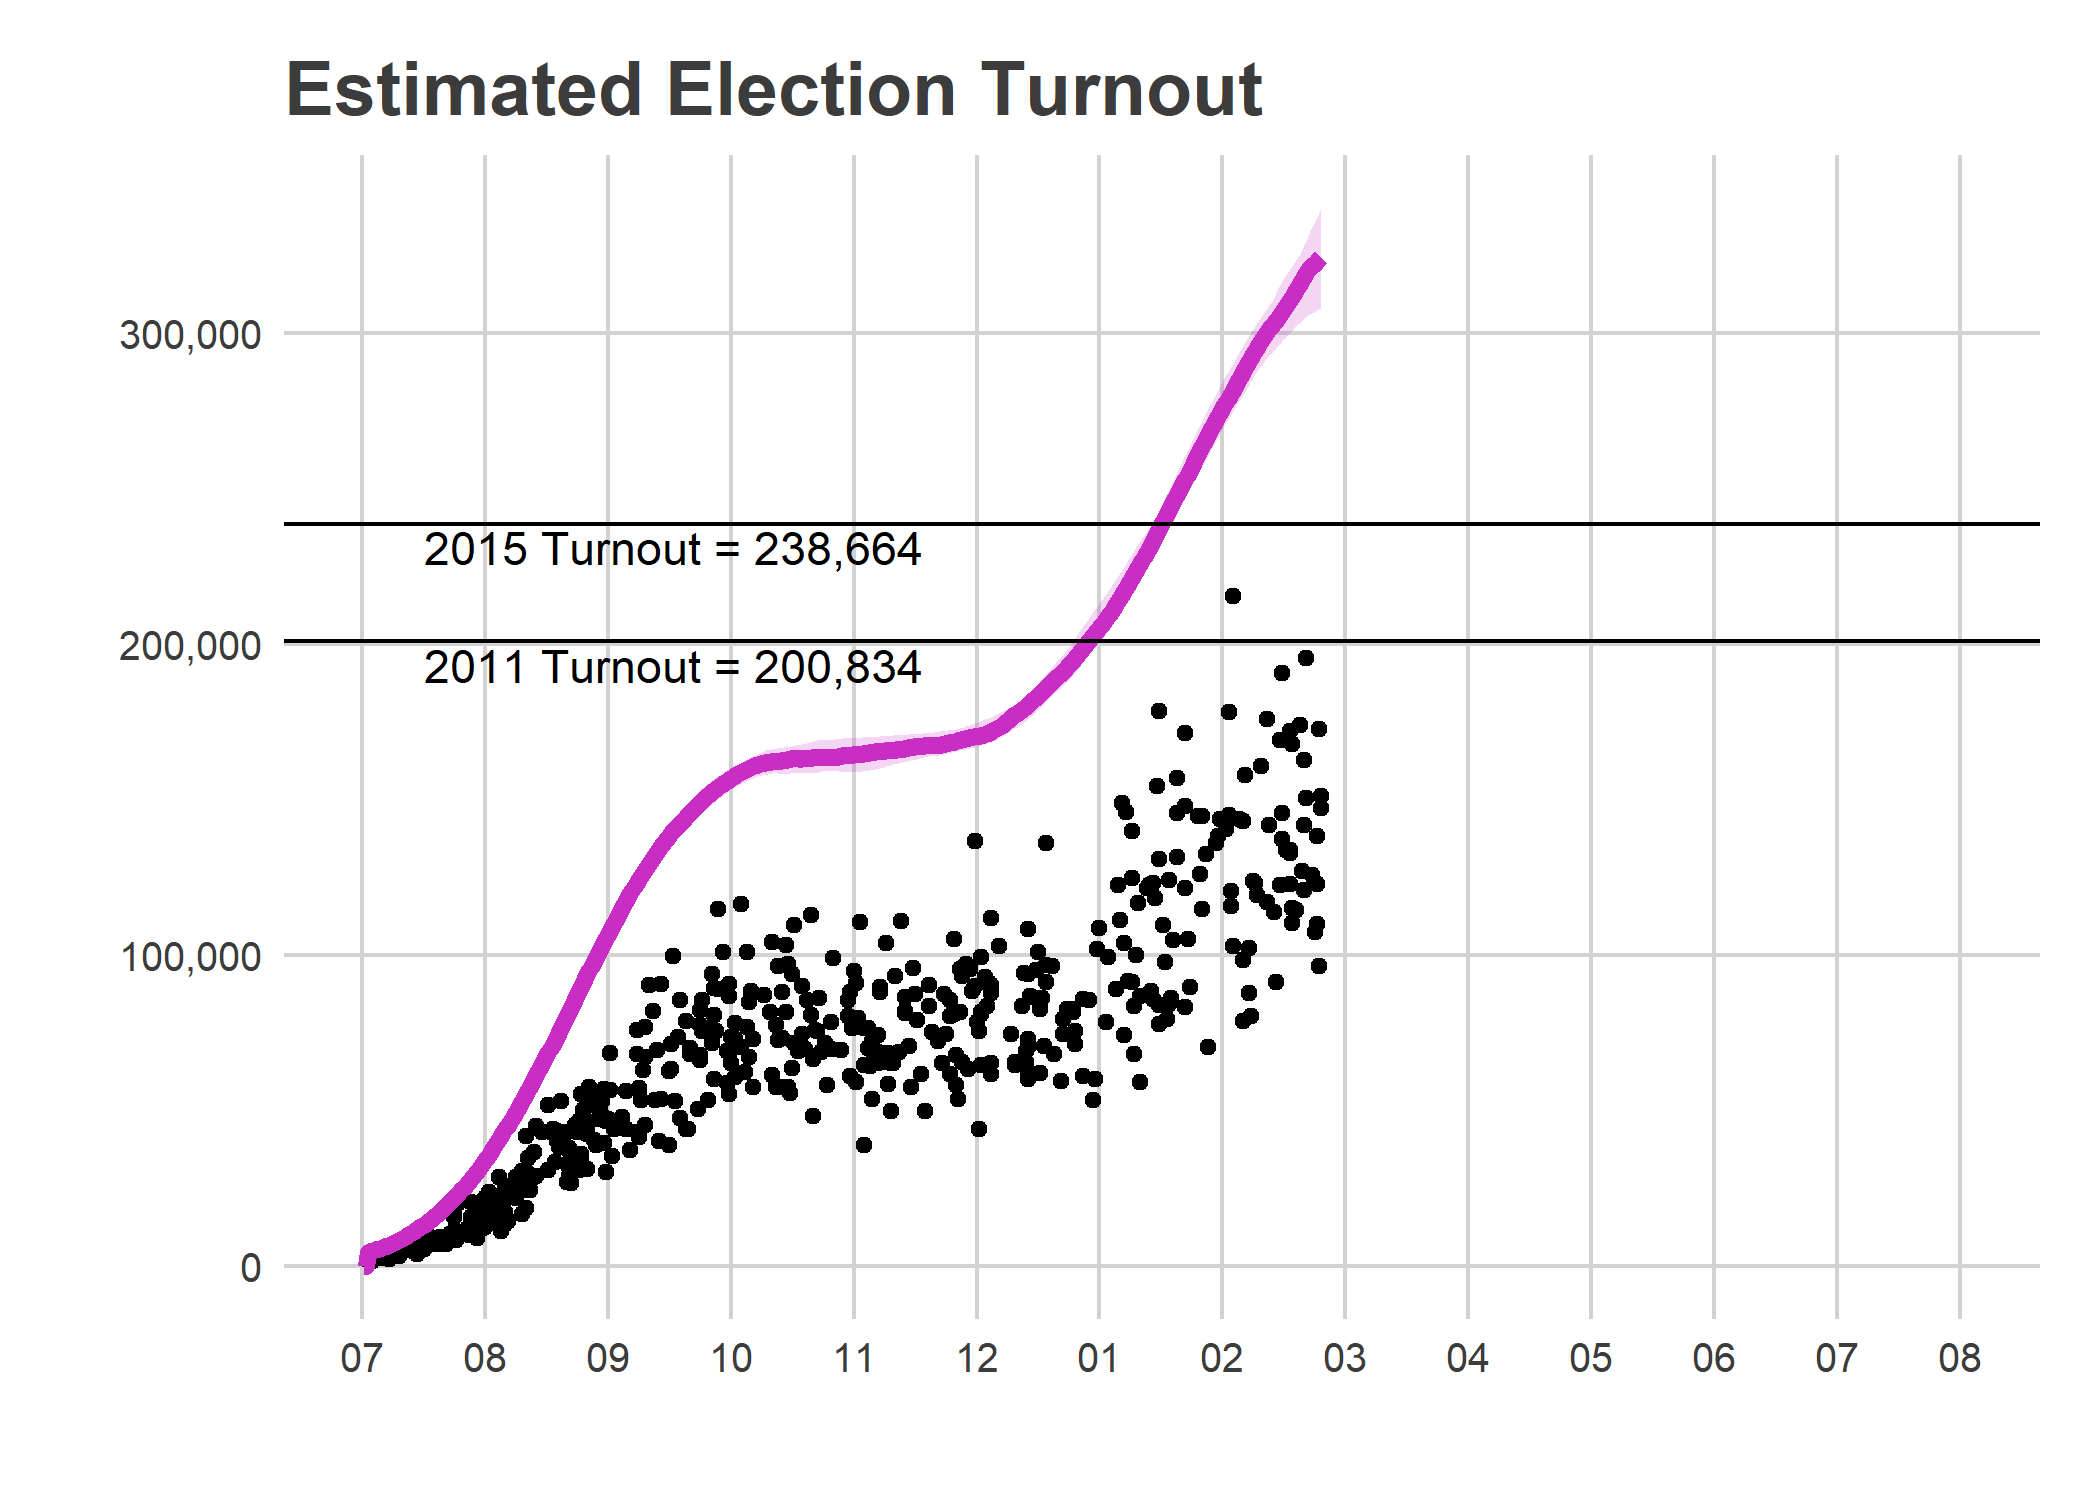 Estimated Election Turnout
300,000
2015 Turnout = 238,664
200,000
2011 Turnout = 200,834
100,000
0
07 08 09 10 11 12 01 02 03 04 05 06 07 08